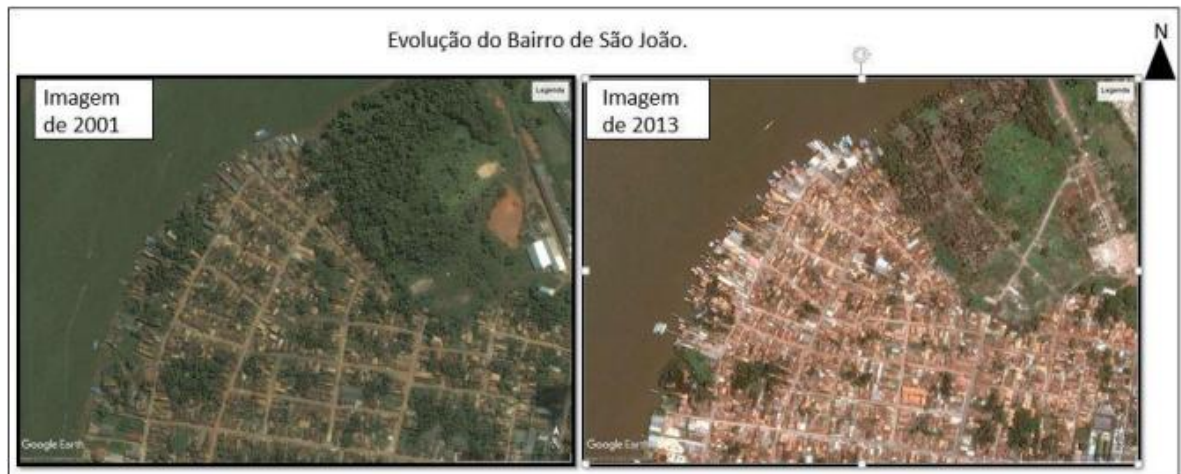 Evolução do Bairro de São João.
N
Imagem
de 2001
Legenda
Imagem
de 2013
Legenda
Google Earth
N
Google Earth